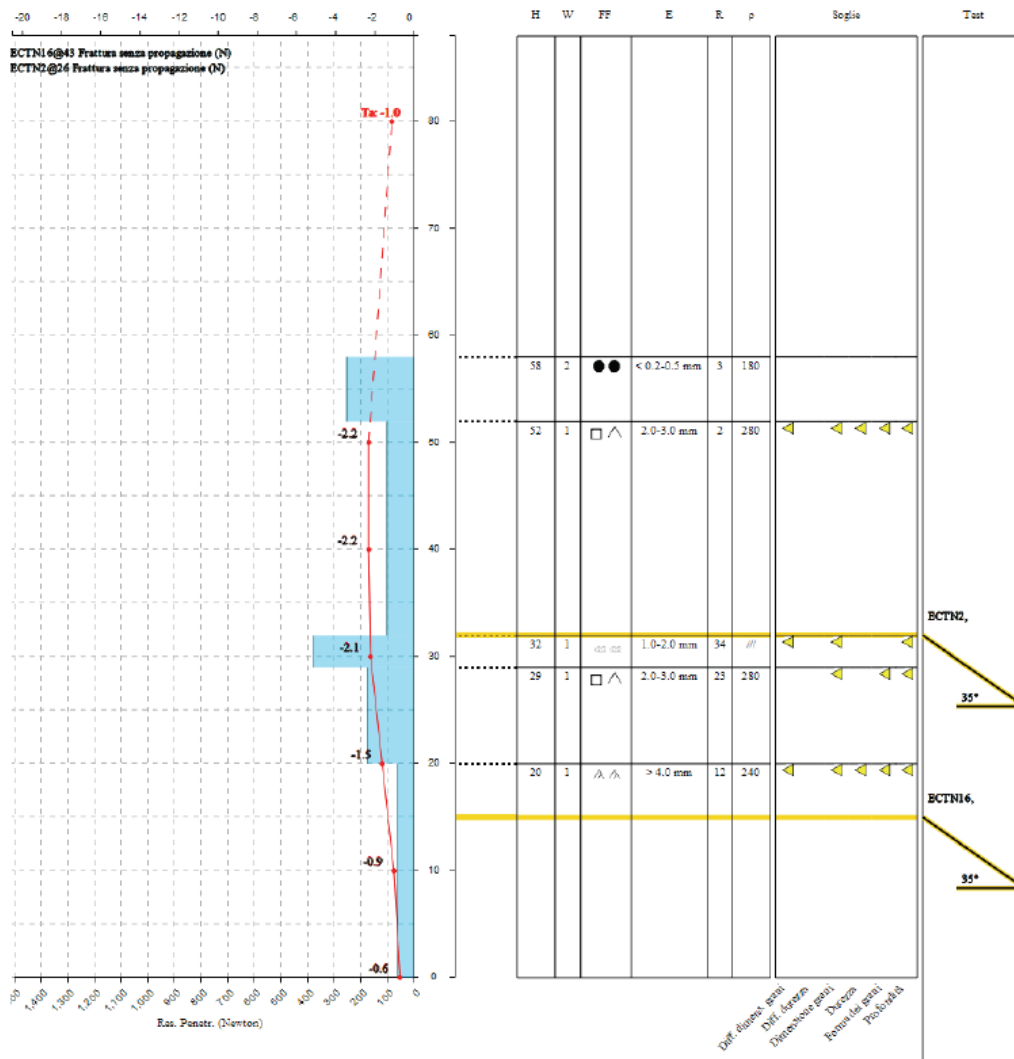 -20 -18 -16 -14 -12 -10 -8 -6 -4 -2 0 H W FF E R ρ Soglie Test
ECTN16@43 Frattura senza propagazione (N)
ECTN2@26 Frattura senza propagazione (N)
Ta: -1.0
80
70
60
58 2 ●● < 0.2-0.5 mm 3 180
52 1 □ ∧ 2.0-3.0 mm 2 280
-2.2 50
-2.2 40
ECTN2,
32 1 1.0-2.0 mm 34 ///
-2.1 30
29 1 □ ∧ 2.0-3.0 mm 23 280
35°
-1.5 20
20 1 ∧ ∧ > 4.0 mm 12 240
ECTN16,
-0.9 10
35°
-0.6 0
1,400 1,300 1,200 1,100 1,000 900 800 700 600 500 400 300 200 100 0
Res. Penetr. (Newton)
Diff. dimens. grani
Diff. durezza
Dimensione grani
Durezza
Forma dei grani
Profondità